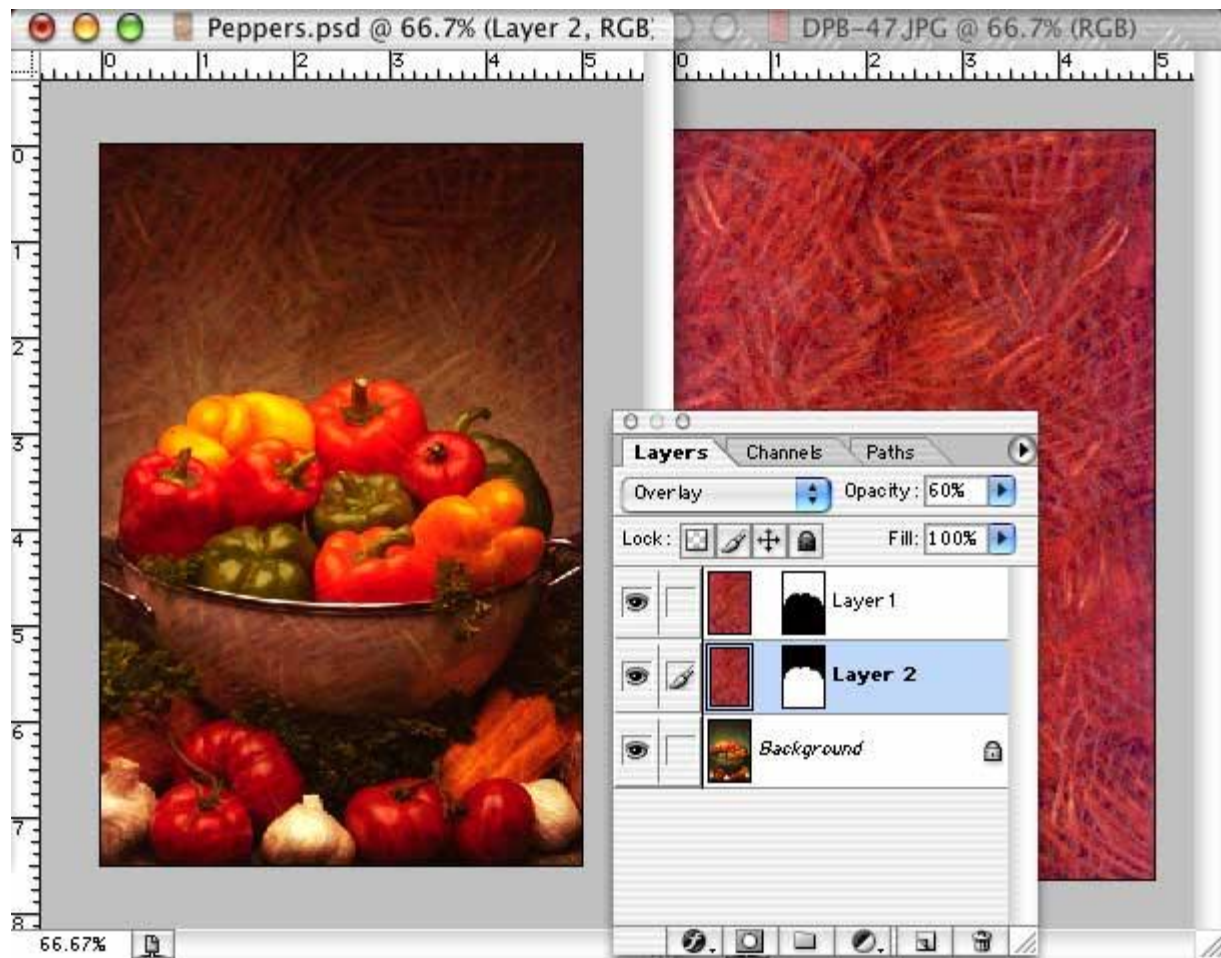 Peppers.psd @ 66.7% (Layer 2, RGB
DPB-47.JPG @ 66.7% (RGB)
0 1 2 3 4 5
0 1 2 3 4 5
0
1
2
3
4
5
6
7
8
Layers Channels Paths
Overlay Opacity: 60%
Lock: Fill: 100%
Layer 1
Layer 2
Background
66.67%